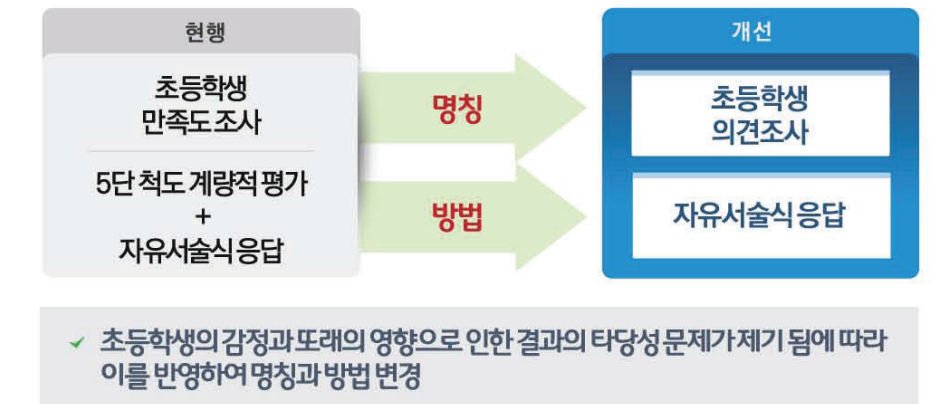 현행
초등학생
만족도 조사
5단 척도 계량적 평가
+
자유서술식 응답
명칭
방법
개선
초등학생
의견조사
자유서술식 응답
✓ 초등학생의 감정과 또래의 영향으로 인한 결과의 타당성 문제가 제기 됨에 따라
이를 반영하여 명칭과 방법 변경